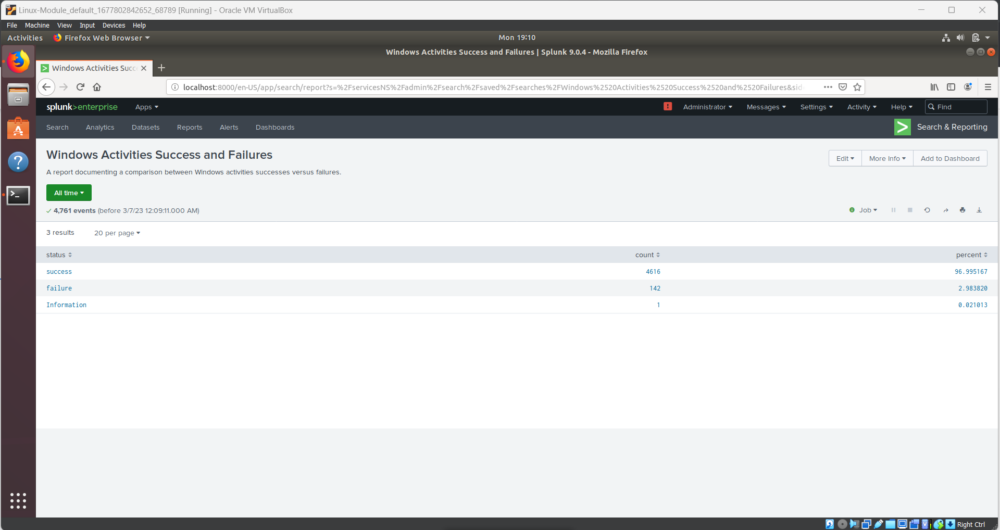 Linux-Module_default_1677802842652_68789 [Running] - Oracle VM VirtualBox
File Machine View Input Devices Help
Activities Firefox Web Browser Mon 19:10
Windows Activities Success and Failures | Splunk 9.0.4 - Mozilla Firefox
Windows Activities Succ
localhost:8000/en-US/app/search/report?s=%2FservicesNS%2Fadmin%2Fsearch%2Fsaved%2Fsearches%2FWindows%2520Activities%2520Success%2520and%2520Failures&sid
splunk>enterprise Apps Administrator Messages Settings Activity Help Find
Search Analytics Datasets Reports Alerts Dashboards Search & Reporting
Windows Activities Success and Failures
Edit More Info Add to Dashboard
A report documenting a comparison between Windows activities successes versus failures.
All time
4,761 events (before 3/7/23 12:09:11.000 AM) Job
3 results 20 per page
status count percent
success 4616 96.995167
failure 142 2.983820
Information 1 0.021013
Right Ctrl